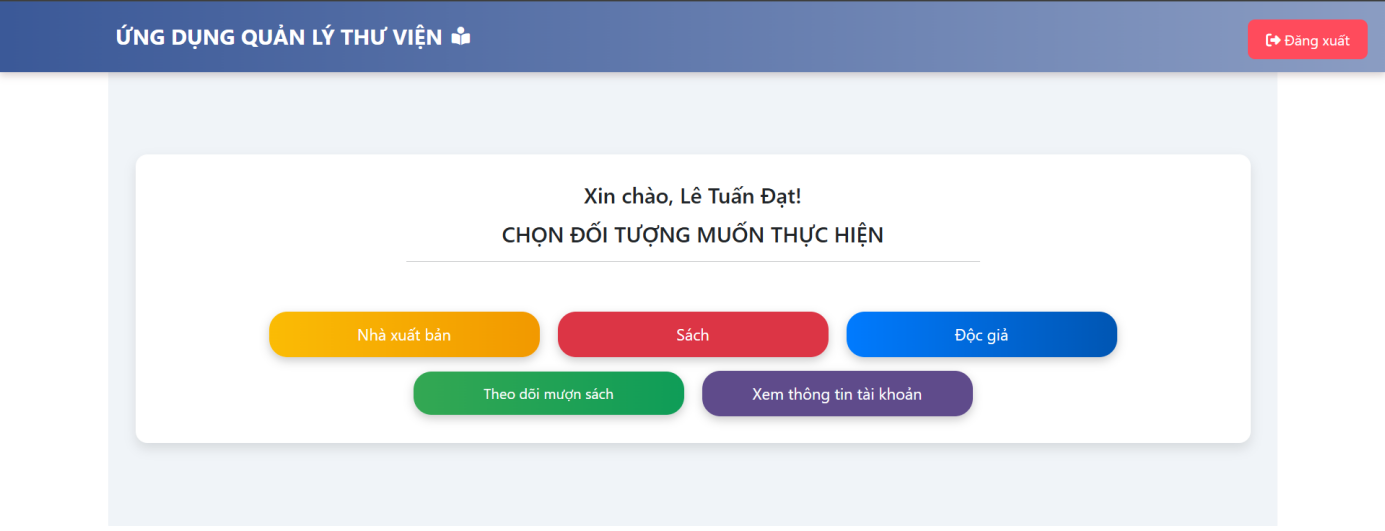 ỨNG DỤNG QUẢN LÝ THƯ VIỆN
Đăng xuất
Xin chào, Lê Tuấn Đạt!
CHỌN ĐỐI TƯỢNG MUỐN THỰC HIỆN
Nhà xuất bản
Sách
Độc giả
Theo dõi mượn sách
Xem thông tin tài khoản